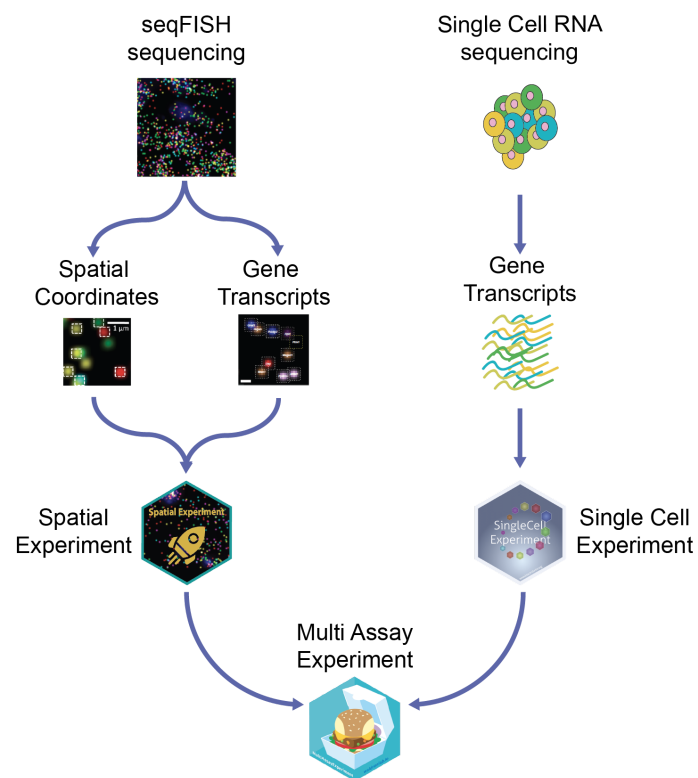 seqFISH
sequencing
Single Cell RNA
sequencing
Spatial
Coordinates
Gene
Transcripts
Gene
Transcripts
1 μm
Spatial
Experiment
Spatial Experiment
SingleCell
Experiment
Single Cell
Experiment
Multi Assay
Experiment